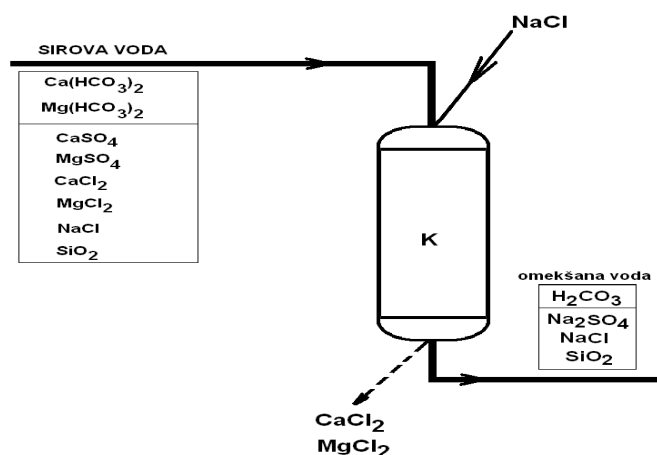 NaCl
SIROVA VODA
Ca(HCO₃)₂
Mg(HCO₃)₂
CaSO₄
MgSO₄
CaCl₂
MgCl₂
NaCl
SiO₂
K
omekšana voda
H₂CO₃
Na₂SO₄
NaCl
SiO₂
CaCl₂
MgCl₂